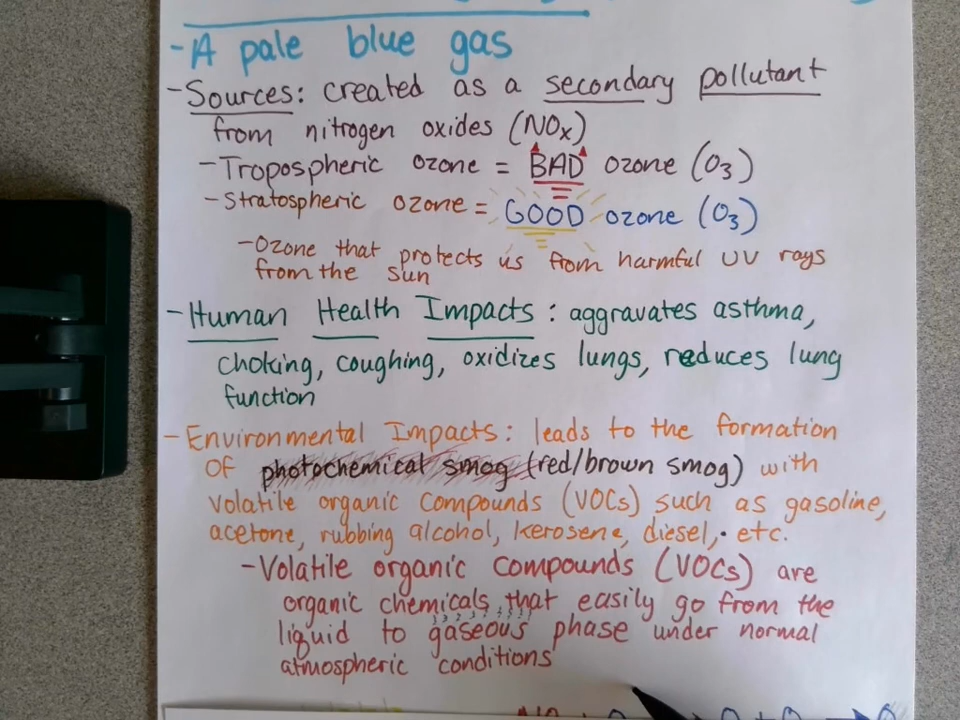 - A pale blue gas
- Sources: created as a secondary pollutant
from nitrogen oxides (NOx)
- Tropospheric ozone = BAD ozone (O3)
- Stratospheric ozone = GOOD ozone (O3)
- Ozone that protects us from harmful UV rays
from the sun
- Human Health Impacts: aggravates asthma,
choking, coughing, oxidizes lungs, reduces lung
function
- Environmental Impacts: leads to the formation
of photochemical smog (red/brown smog) with
volatile organic compounds (VOCs) such as gasoline,
acetone, rubbing alcohol, kerosene, diesel, etc.
- Volatile organic compounds (VOCs) are
organic chemicals that easily go from the
liquid to gaseous phase under normal
atmospheric conditions